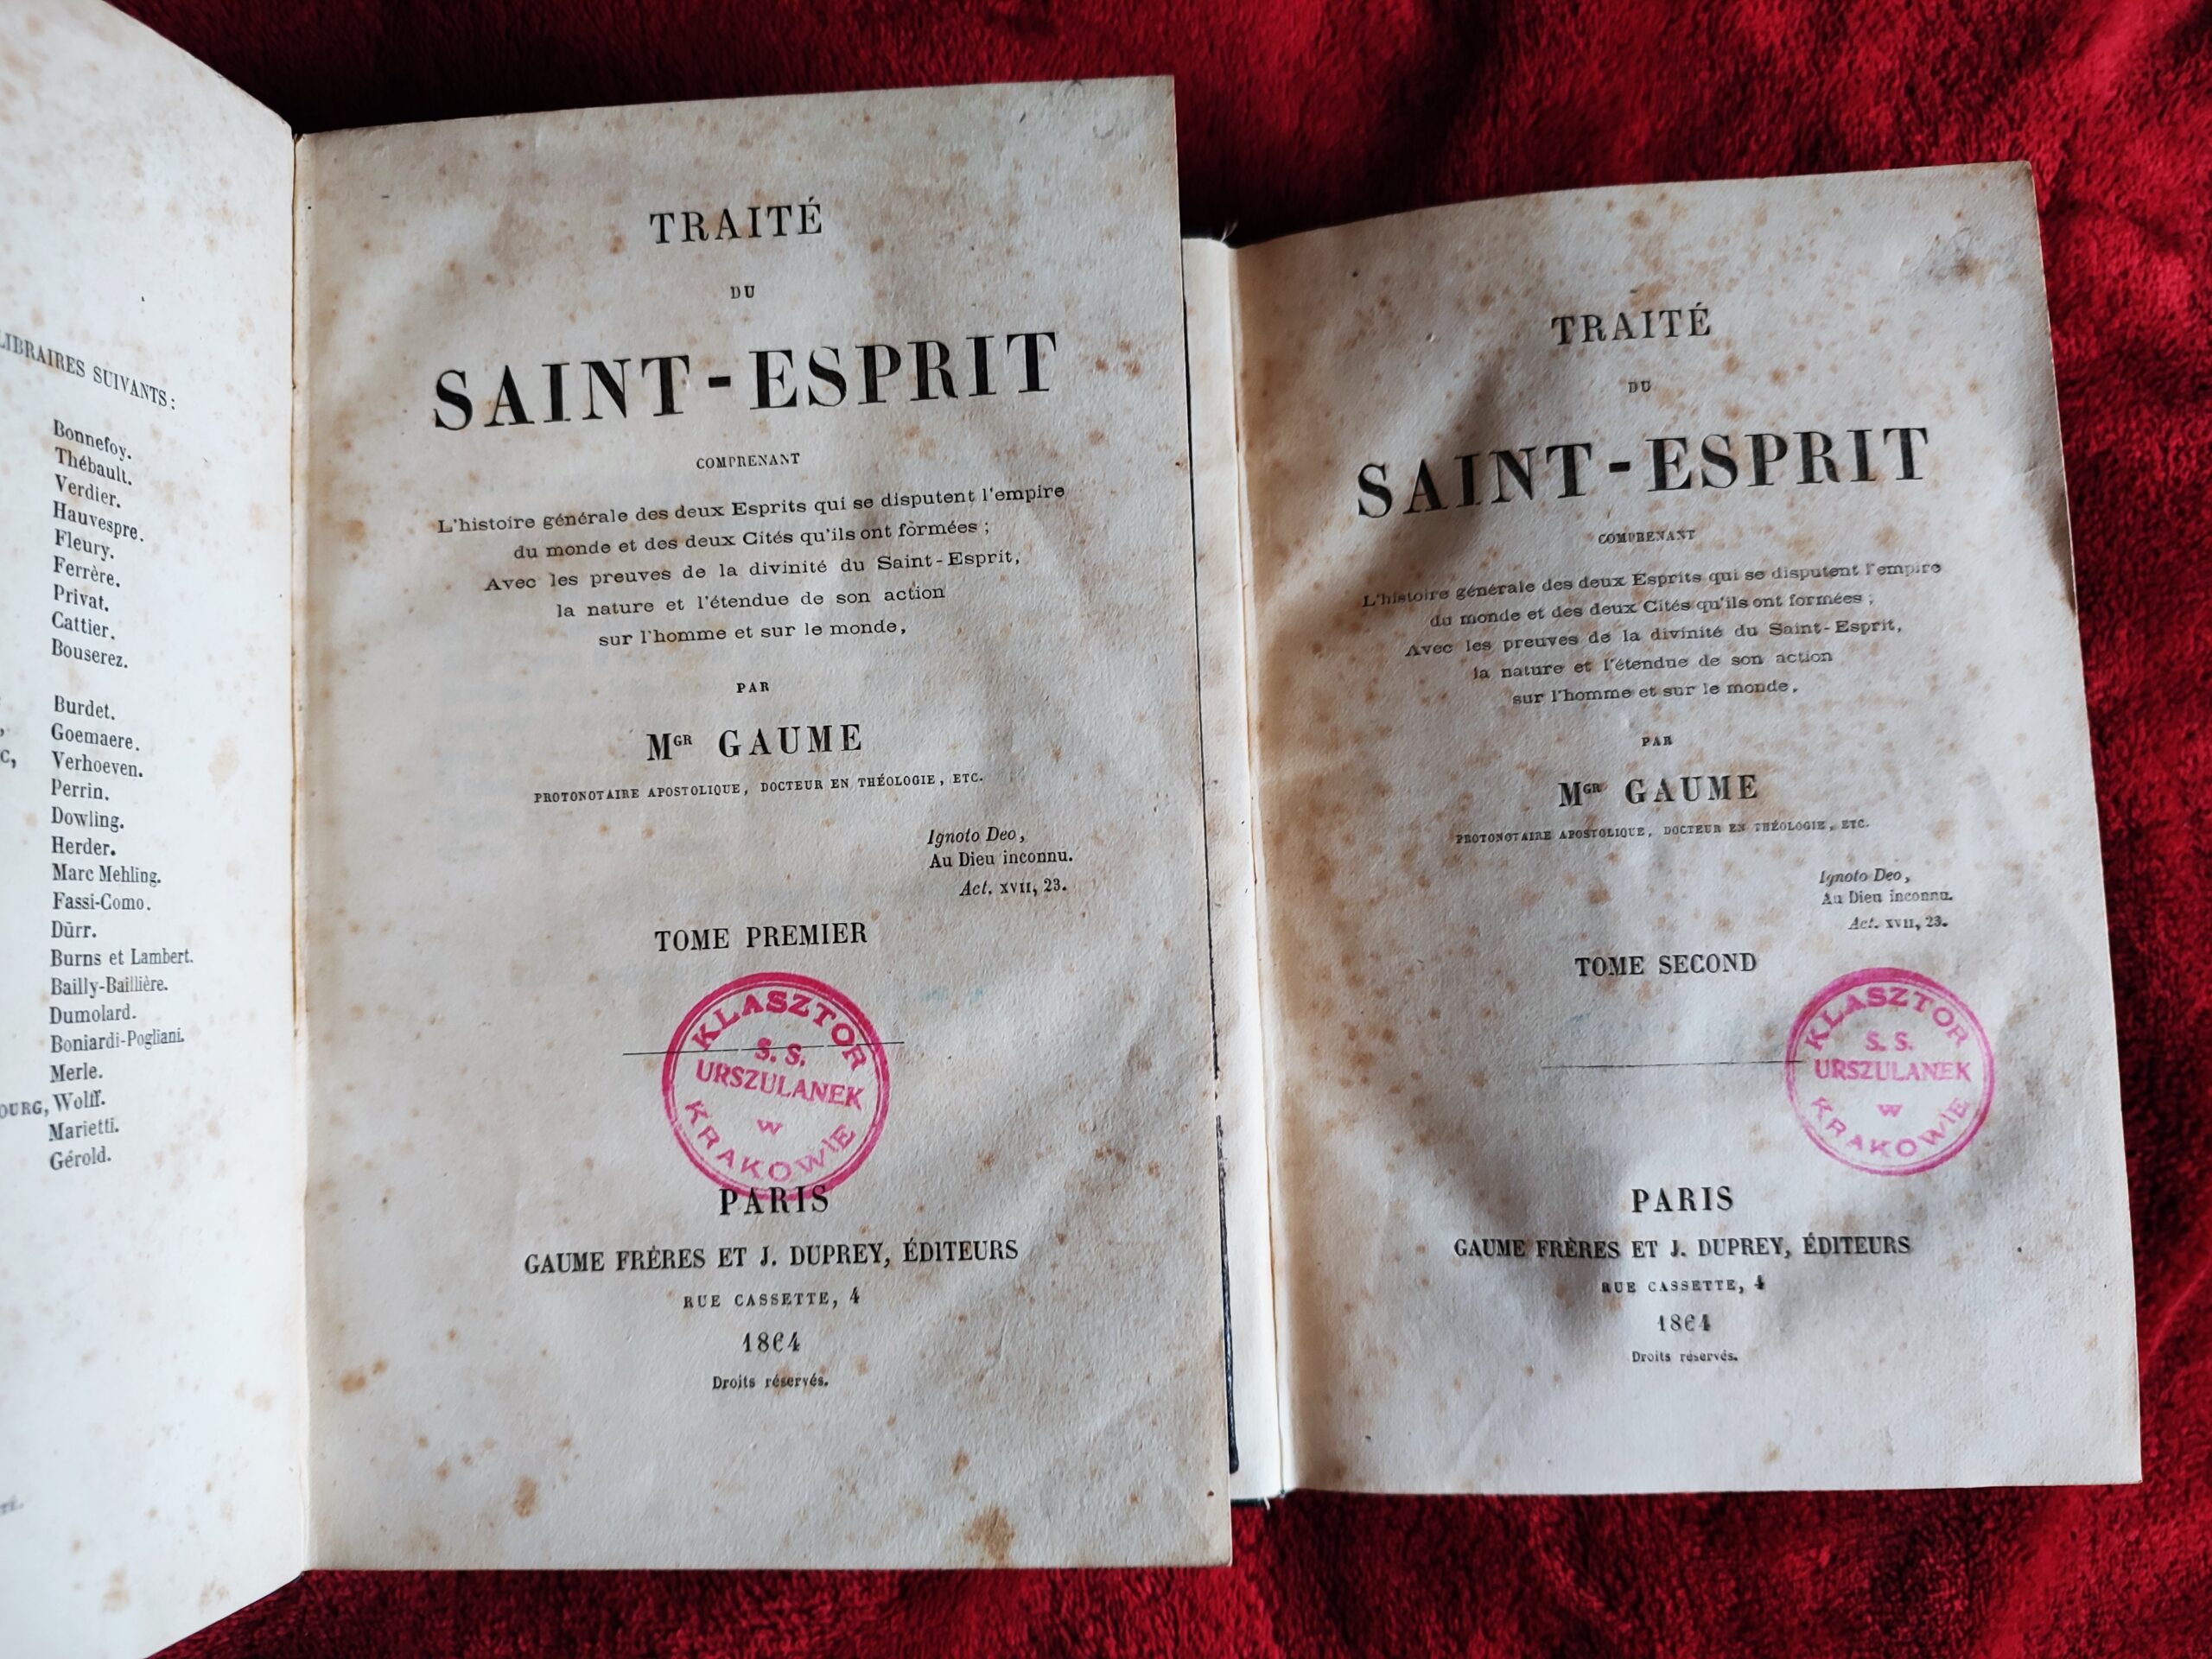 LIBRAIRES SUIVANTS:
Bonnefoy.
Thébault.
Verdier.
Hauvespre.
Fleury.
Ferrère.
Privat.
Cattier.
Bouserez.
Burdet.
Goemaere.
Verhoeven.
Perrin.
Dowling.
Herder.
Marc Mehling.
Fassi-Como.
Dürr.
Burns et Lambert.
Bailly-Baillière.
Dumolard.
Boniardi-Pogliani.
Merle.
Wolff.
Marietti.
Gérold.
TRAITÉ
DU
SAINT-ESPRIT
COMPRENANT
L'histoire générale des deux Esprits qui se disputent l'empire
du monde et des deux Cités qu'ils ont formées ;
Avec les preuves de la divinité du Saint-Esprit,
la nature et l'étendue de son action
sur l'homme et sur le monde,
PAR
MGR GAUME
PROTONOTAIRE APOSTOLIQUE, DOCTEUR EN THÉOLOGIE, ETC.
Ignoto Deo,
Au Dieu inconnu.
Act. XVII, 23.
TOME PREMIER
KLASZTOR
S. S.
URSZULANEK
W
KRAKOWIE
PARIS
GAUME FRÈRES ET J. DUPREY, ÉDITEURS
RUE CASSETTE, 4
1864
Droits réservés.
TRAITÉ
DU
SAINT-ESPRIT
COMPRENANT
L'histoire générale des deux Esprits qui se disputent l'empire
du monde et des deux Cités qu'ils ont formées ;
Avec les preuves de la divinité du Saint-Esprit,
la nature et l'étendue de son action
sur l'homme et sur le monde,
PAR
MGR GAUME
PROTONOTAIRE APOSTOLIQUE, DOCTEUR EN THÉOLOGIE, ETC.
Ignoto Deo,
Au Dieu inconnu.
Act. XVII, 23.
TOME SECOND
KLASZTOR
S. S.
URSZULANEK
W
KRAKOWIE
PARIS
GAUME FRÈRES ET J. DUPREY, ÉDITEURS
RUE CASSETTE, 4
1864
Droits réservés.